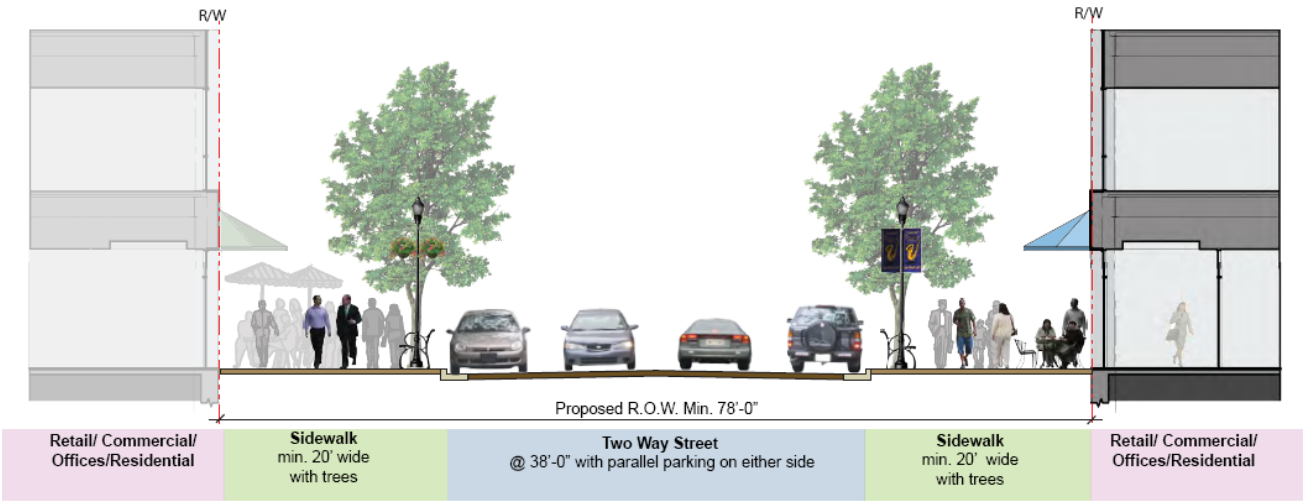 R/W
R/W
Proposed R.O.W. Min. 78'-0"
Retail/ Commercial/
Offices/Residential
Sidewalk
min. 20' wide
with trees
Two Way Street
@ 38'-0" with parallel parking on either side
Sidewalk
min. 20' wide
with trees
Retail/ Commercial/
Offices/Residential